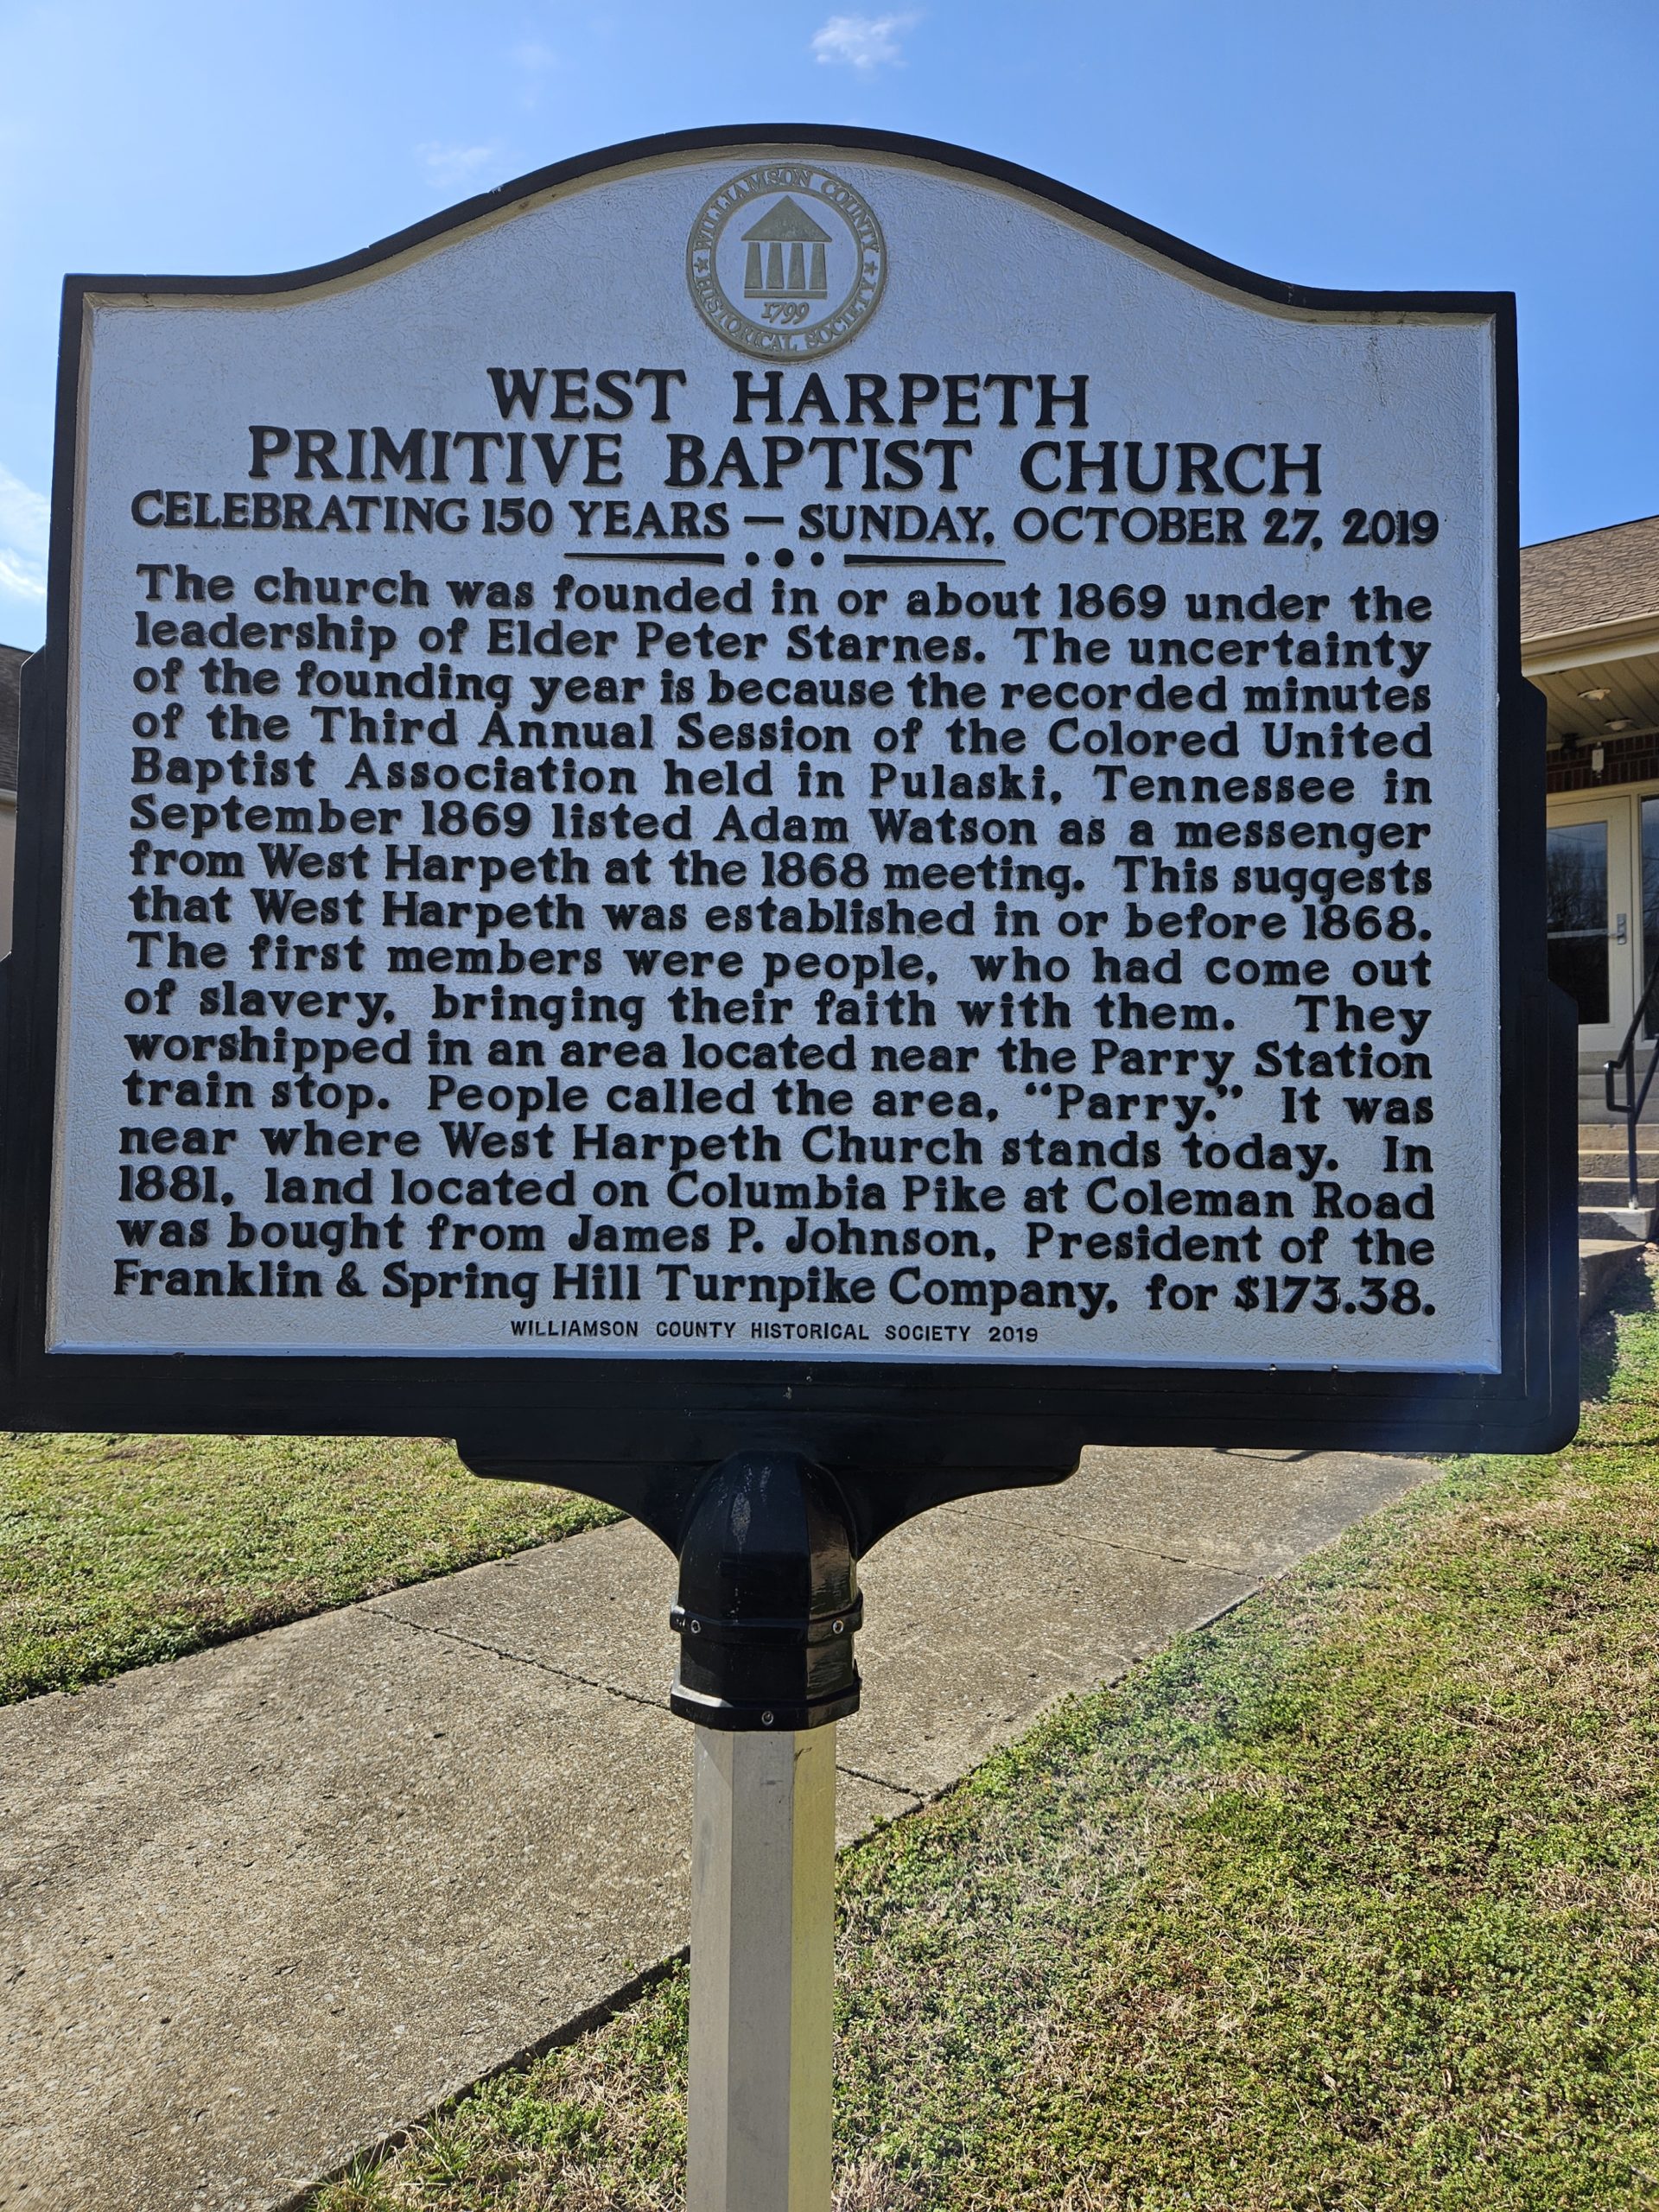 WILLIAMSON COUNTY
HISTORICAL SOCIETY
1799
WEST HARPETH
PRIMITIVE BAPTIST CHURCH
CELEBRATING 150 YEARS — SUNDAY, OCTOBER 27, 2019
The church was founded in or about 1869 under the
leadership of Elder Peter Starnes. The uncertainty
of the founding year is because the recorded minutes
of the Third Annual Session of the Colored United
Baptist Association held in Pulaski, Tennessee in
September 1869 listed Adam Watson as a messenger
from West Harpeth at the 1868 meeting. This suggests
that West Harpeth was established in or before 1868.
The first members were people, who had come out
of slavery, bringing their faith with them. They
worshipped in an area located near the Parry Station
train stop. People called the area, “Parry.” It was
near where West Harpeth Church stands today. In
1881, land located on Columbia Pike at Coleman Road
was bought from James P. Johnson, President of the
Franklin & Spring Hill Turnpike Company, for $173.38.
WILLIAMSON COUNTY HISTORICAL SOCIETY 2019